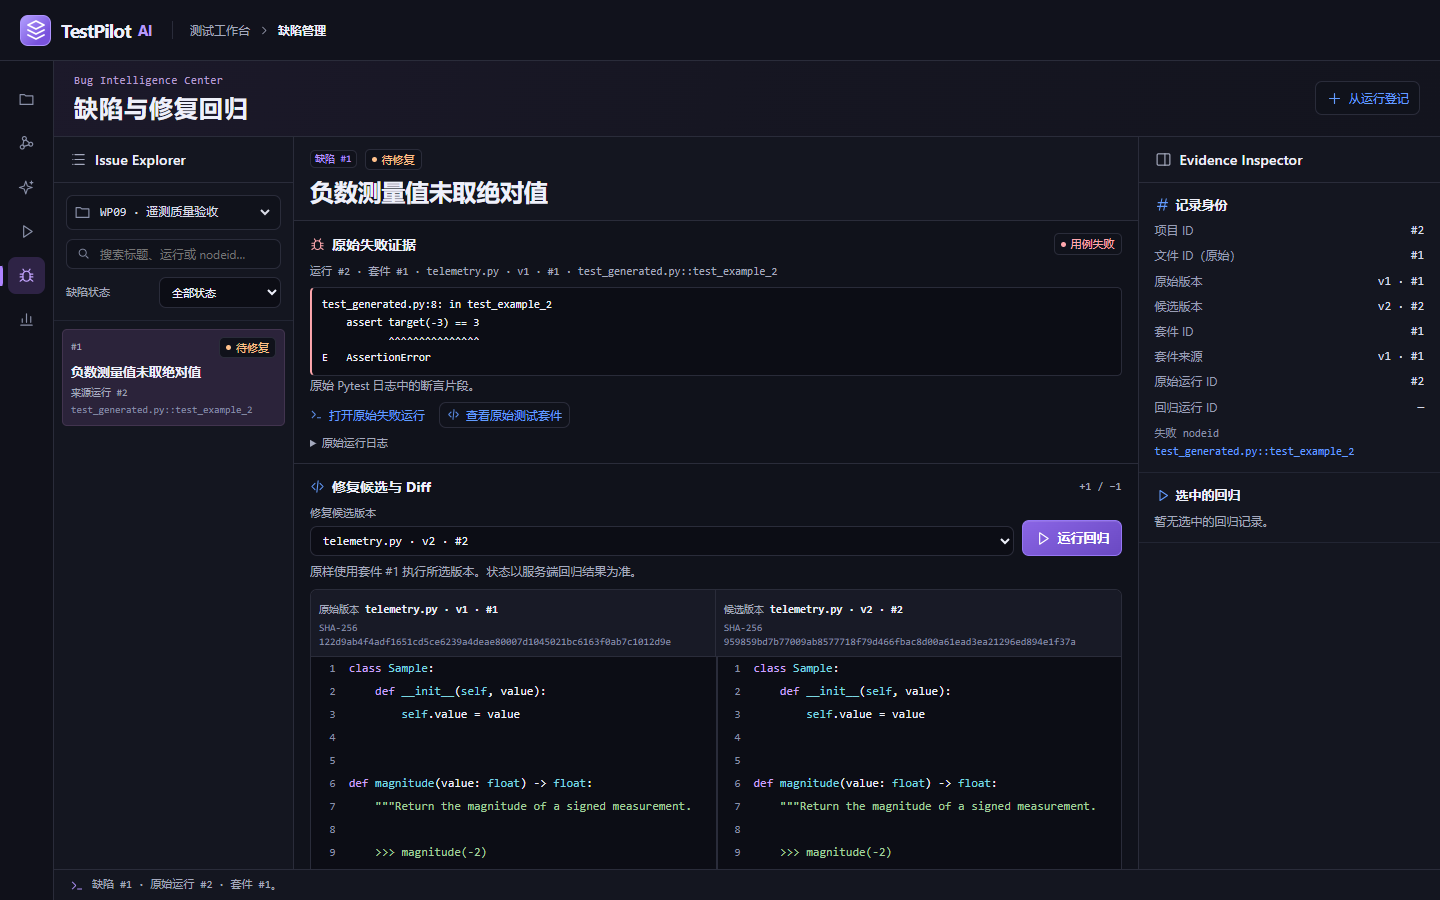 TestPilot AI
测试工作台 > 缺陷管理
Bug Intelligence Center
缺陷与修复回归
从运行登记
Issue Explorer
WP09 · 遥测质量验收
搜索标题、运行或 nodeid...
缺陷状态
全部状态
#1
待修复
负数测量值未取绝对值
来源运行 #2
test_generated.py::test_example_2
缺陷 #1
待修复
负数测量值未取绝对值
原始失败证据
用例失败
运行 #2 · 套件 #1 · telemetry.py · v1 · #1 · test_generated.py::test_example_2
test_generated.py:8: in test_example_2
    assert target(-3) == 3
           ^^^^^^^^^^^^^^^
E   AssertionError
原始 Pytest 日志中的断言片段。
打开原始失败运行
查看原始测试套件
原始运行日志
修复候选与 Diff
+1 / −1
修复候选版本
telemetry.py · v2 · #2
运行回归
原样使用套件 #1 执行所选版本。状态以服务端回归结果为准。
原始版本 telemetry.py · v1 · #1
SHA-256
122d9ab4f4adf1651cd5ce6239a4deae80007d1045021bc6163f0ab7c1012d9e
1 class Sample:
2     def __init__(self, value):
3         self.value = value
4
5
6 def magnitude(value: float) -> float:
7     """Return the magnitude of a signed measurement.
8
9     >>> magnitude(-2)
候选版本 telemetry.py · v2 · #2
SHA-256
959859bd7b77009ab8577718f79d466fbac8d00a61ead3ea21296ed894e1f37a
1 class Sample:
2     def __init__(self, value):
3         self.value = value
4
5
6 def magnitude(value: float) -> float:
7     """Return the magnitude of a signed measurement.
8
9     >>> magnitude(-2)
Evidence Inspector
记录身份
项目 ID #2
文件 ID（原始） #1
原始版本 v1 · #1
候选版本 v2 · #2
套件 ID #1
套件来源 v1 · #1
原始运行 ID #2
回归运行 ID —
失败 nodeid
test_generated.py::test_example_2
选中的回归
暂无选中的回归记录。
缺陷 #1 · 原始运行 #2 · 套件 #1。